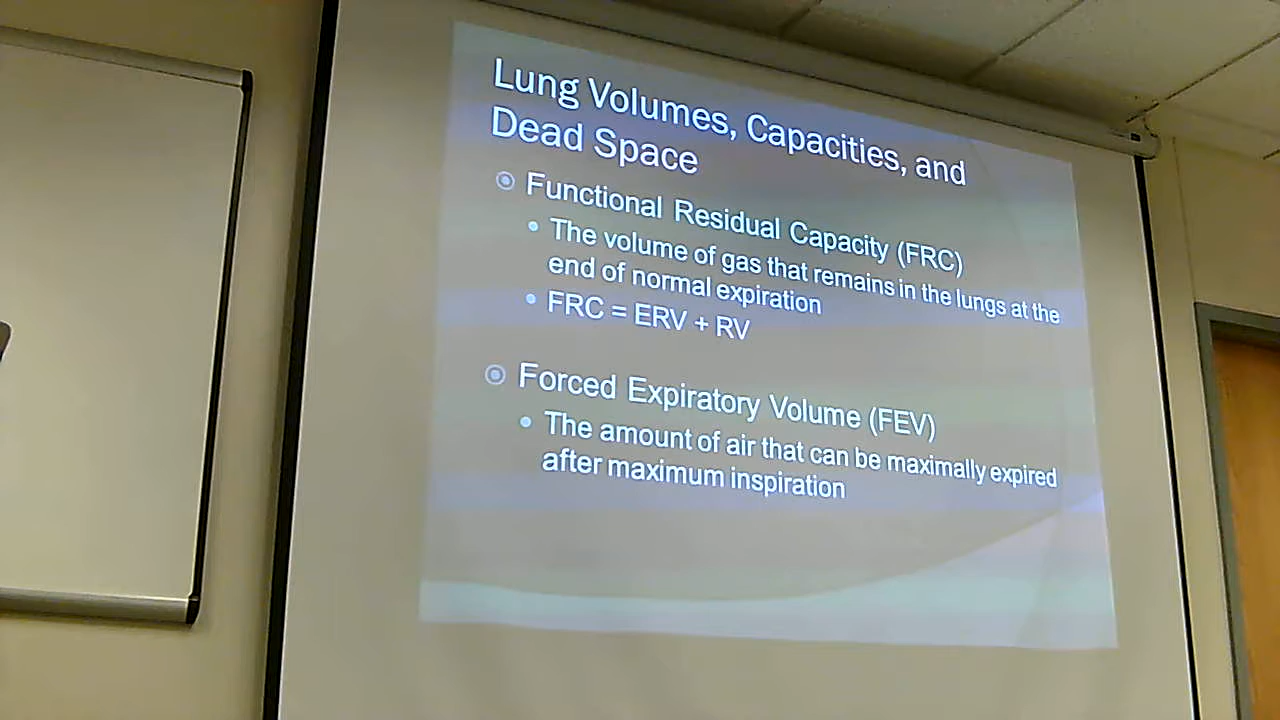 Lung Volumes, Capacities, and
Dead Space
Functional Residual Capacity (FRC)
The volume of gas that remains in the lungs at the
end of normal expiration
FRC = ERV + RV
Forced Expiratory Volume (FEV)
The amount of air that can be maximally expired
after maximum inspiration